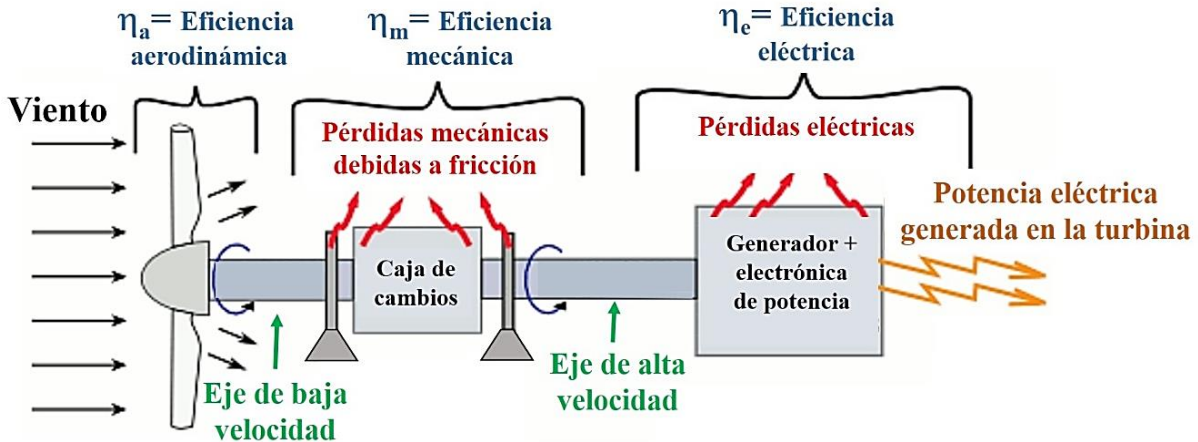 ηa= Eficiencia
aerodinámica
ηm= Eficiencia
mecánica
ηe= Eficiencia
eléctrica
Viento
Pérdidas mecánicas
debidas a fricción
Pérdidas eléctricas
Potencia eléctrica
generada en la turbina
Caja de
cambios
Generador +
electrónica
de potencia
Eje de baja
velocidad
Eje de alta
velocidad